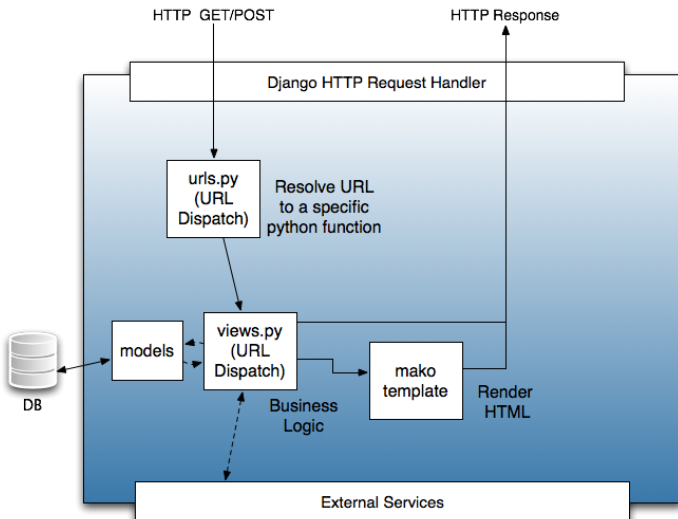 HTTP GET/POST
HTTP Response
Django HTTP Request Handler
urls.py
(URL
Dispatch)
Resolve URL
to a specific
python function
views.py
(URL
Dispatch)
models
DB
mako
template
Business
Logic
Render
HTML
External Services